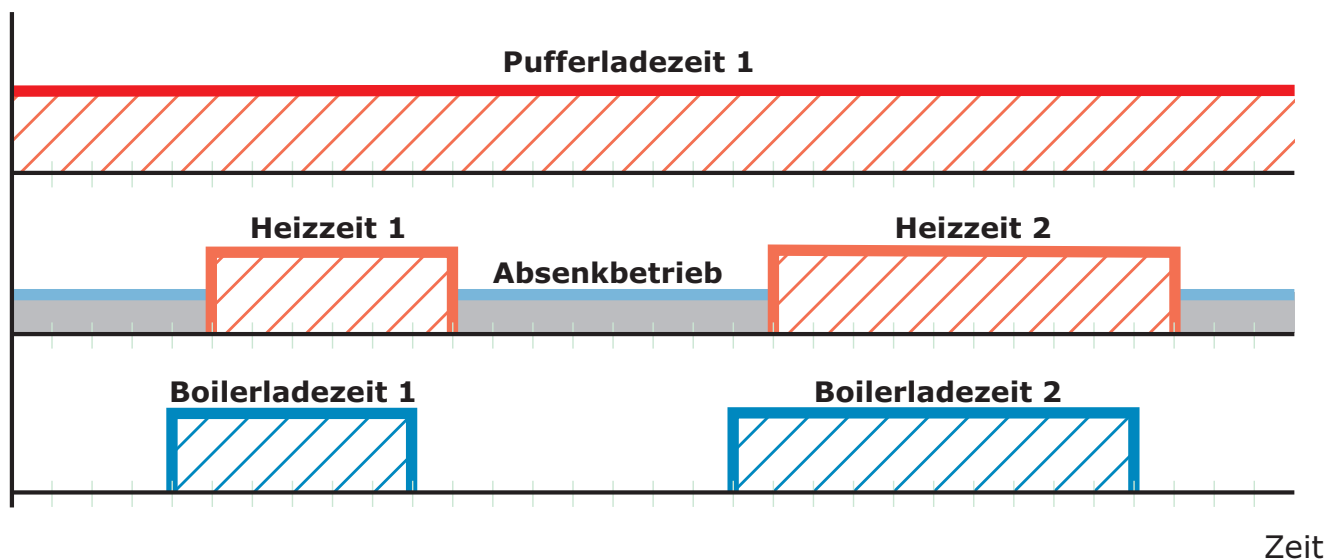 Pufferladezeit 1
Heizzeit 1
Heizzeit 2
Absenkbetrieb
Boilerladezeit 1
Boilerladezeit 2
Zeit